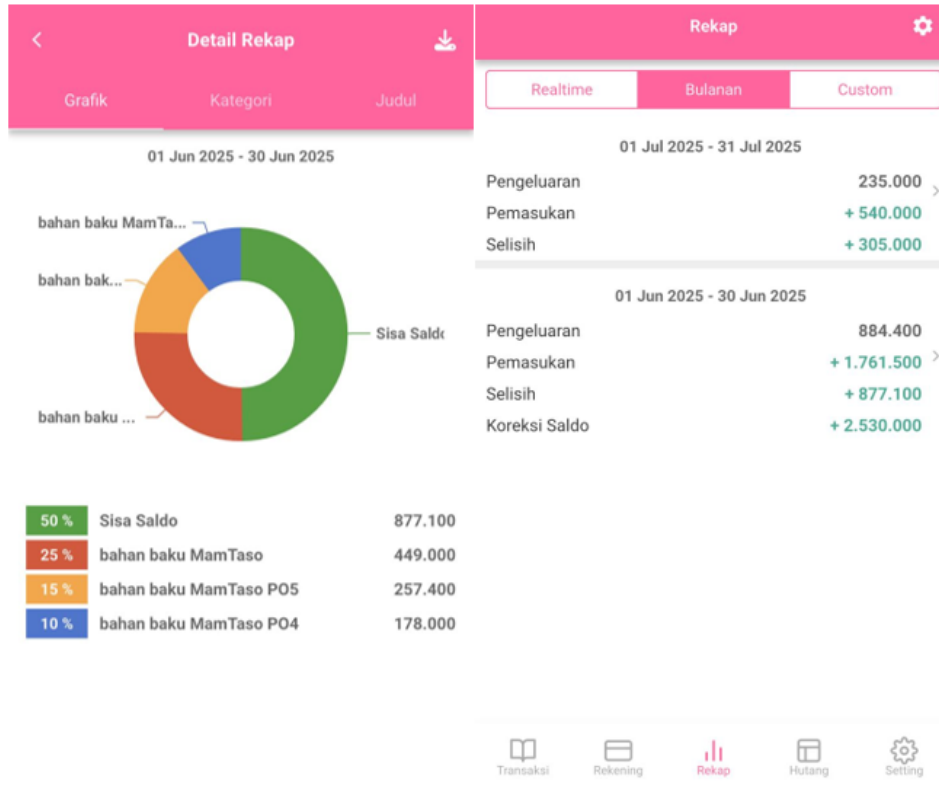 Detail Rekap
Grafik Kategori Judul
01 Jun 2025 - 30 Jun 2025
bahan baku MamTa...
bahan bak...
Sisa Saldo
bahan baku ...
50 % Sisa Saldo 877.100
25 % bahan baku MamTaso 449.000
15 % bahan baku MamTaso PO5 257.400
10 % bahan baku MamTaso PO4 178.000
Rekap
Realtime Bulanan Custom
01 Jul 2025 - 31 Jul 2025
Pengeluaran 235.000
Pemasukan + 540.000
Selisih + 305.000
01 Jun 2025 - 30 Jun 2025
Pengeluaran 884.400
Pemasukan + 1.761.500
Selisih + 877.100
Koreksi Saldo + 2.530.000
Transaksi Rekening Rekap Hutang Setting